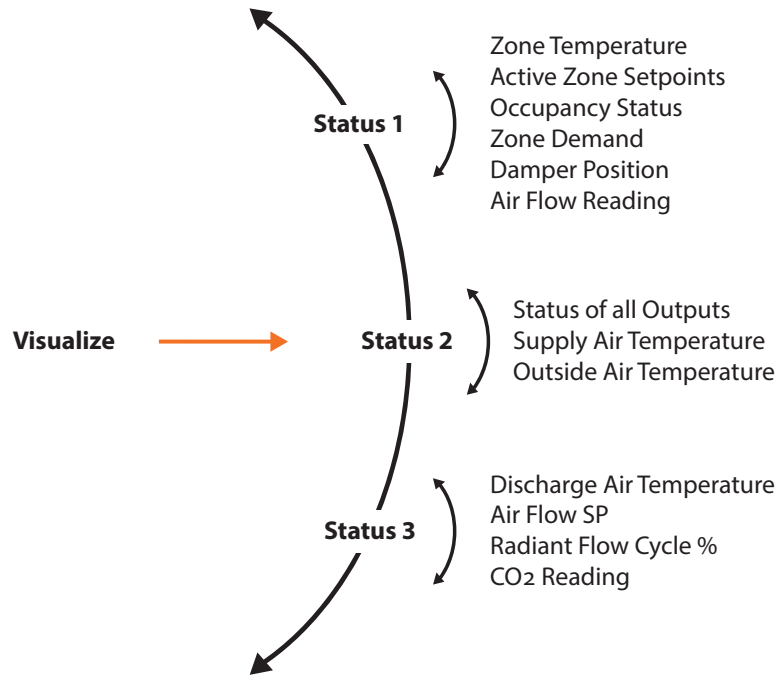 Zone Temperature
Active Zone Setpoints
Occupancy Status
Zone Demand
Damper Position
Air Flow Reading
Status 1
Visualize
Status 2
Status of all Outputs
Supply Air Temperature
Outside Air Temperature
Status 3
Discharge Air Temperature
Air Flow SP
Radiant Flow Cycle %
CO2 Reading